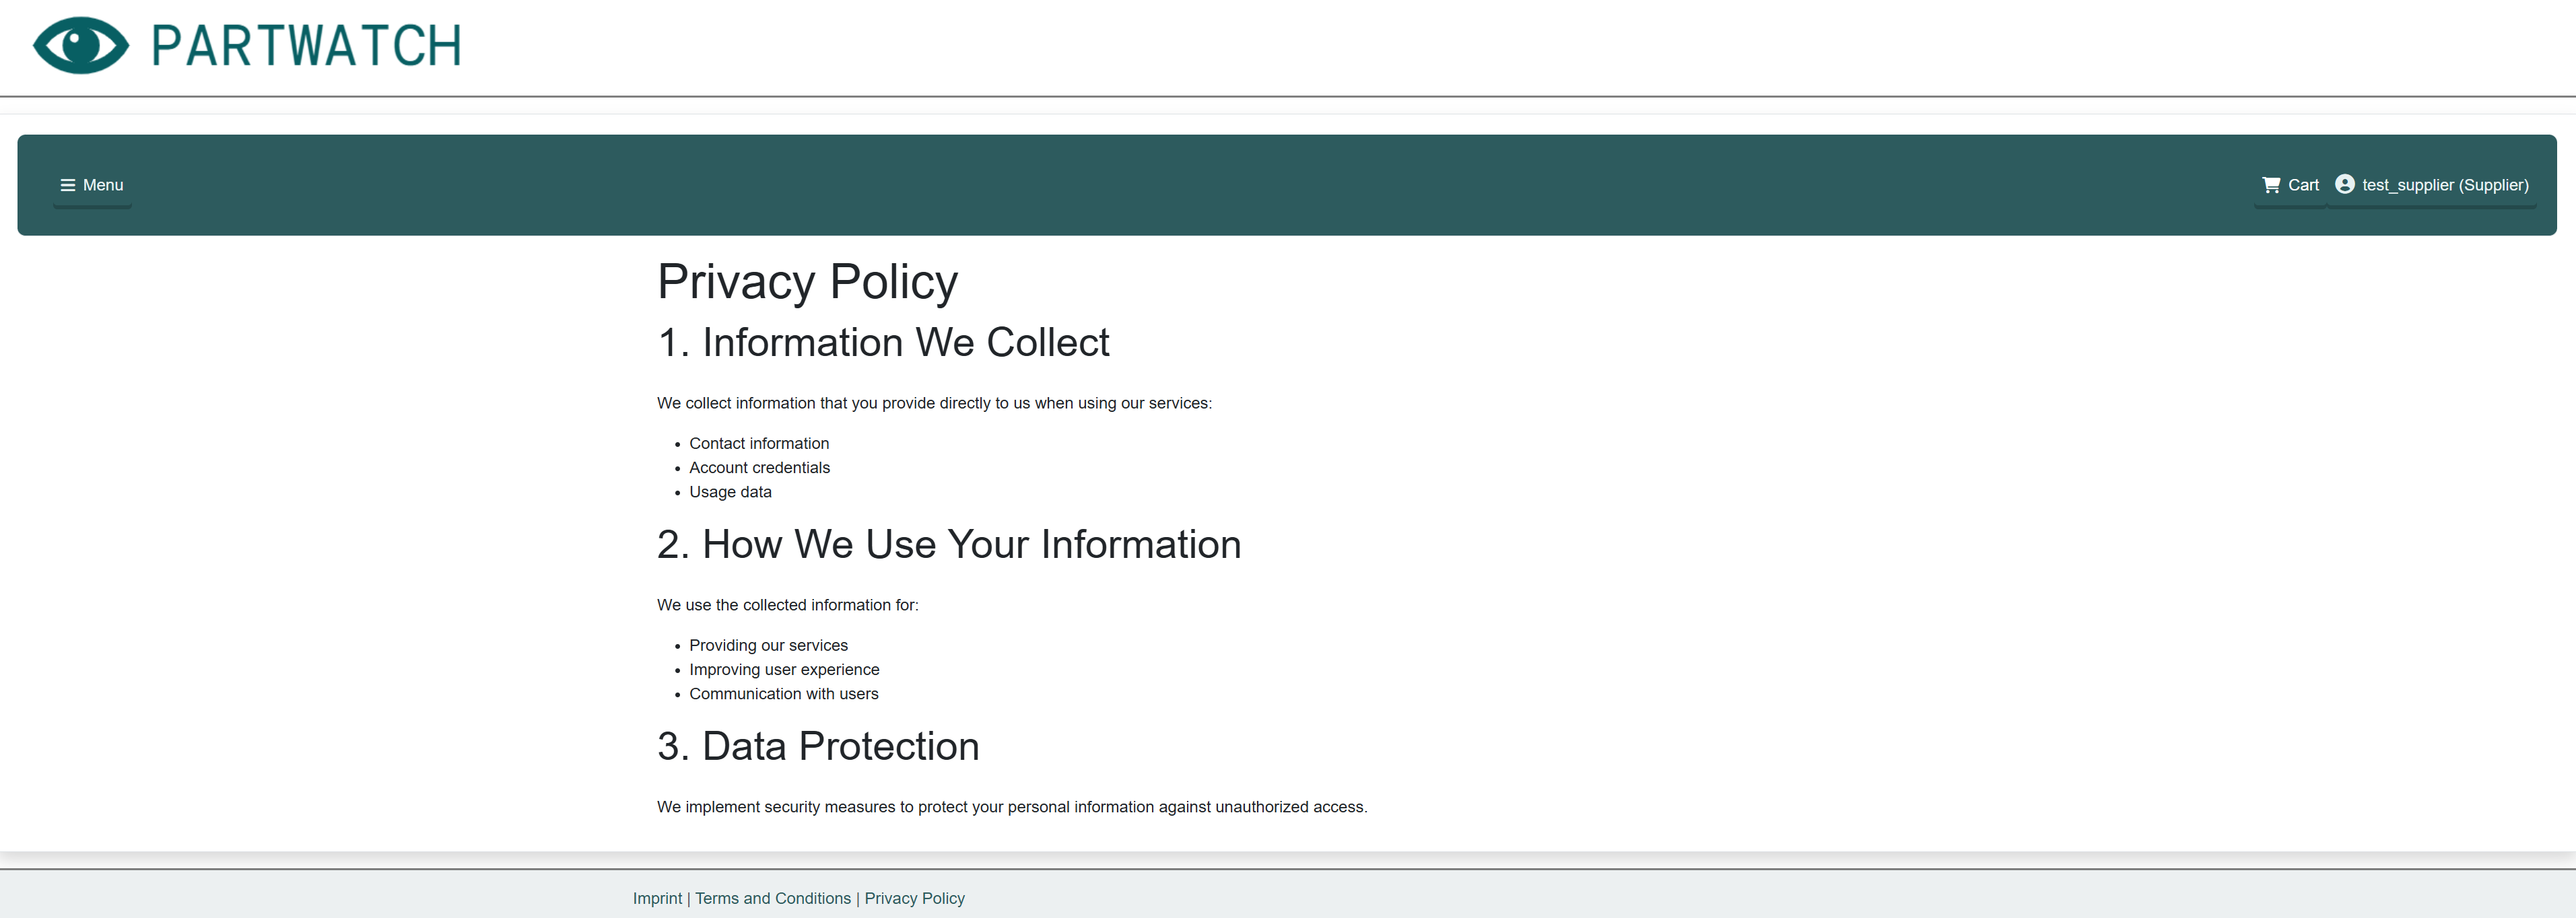 PARTWATCH
Menu
Cart
test_supplier (Supplier)
Privacy Policy
1. Information We Collect
We collect information that you provide directly to us when using our services:
• Contact information
• Account credentials
• Usage data
2. How We Use Your Information
We use the collected information for:
• Providing our services
• Improving user experience
• Communication with users
3. Data Protection
We implement security measures to protect your personal information against unauthorized access.
Imprint | Terms and Conditions | Privacy Policy